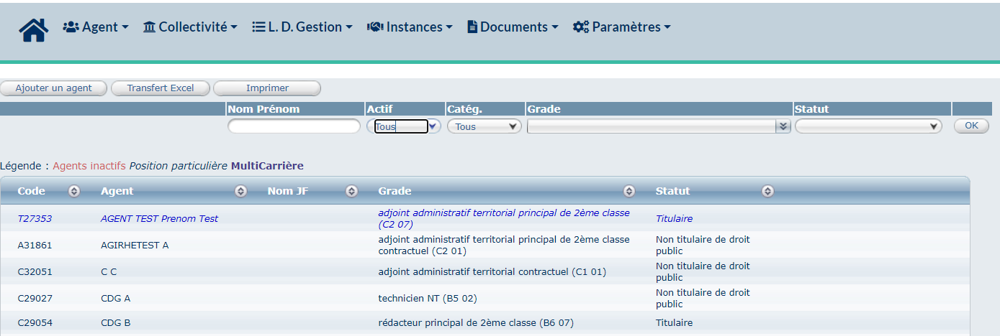 Agent Collectivité L. D. Gestion Instances Documents Paramètres
Ajouter un agent Transfert Excel Imprimer
Nom Prénom Actif Catég. Grade Statut
Tous Tous OK
Légende : Agents inactifs Position particulière MultiCarrière
Code Agent Nom JF Grade Statut
T27353 AGENT TEST Prenom Test adjoint administratif territorial principal de 2ème classe Titulaire
(C2 07)
A31861 AGIRHETEST A adjoint administratif territorial principal de 2ème classe Non titulaire de droit
contractuel (C2 01) public
C32051 C C adjoint administratif territorial contractuel (C1 01) Non titulaire de droit
public
C29027 CDG A technicien NT (B5 02) Non titulaire de droit
public
C29054 CDG B rédacteur principal de 2ème classe (B6 07) Titulaire